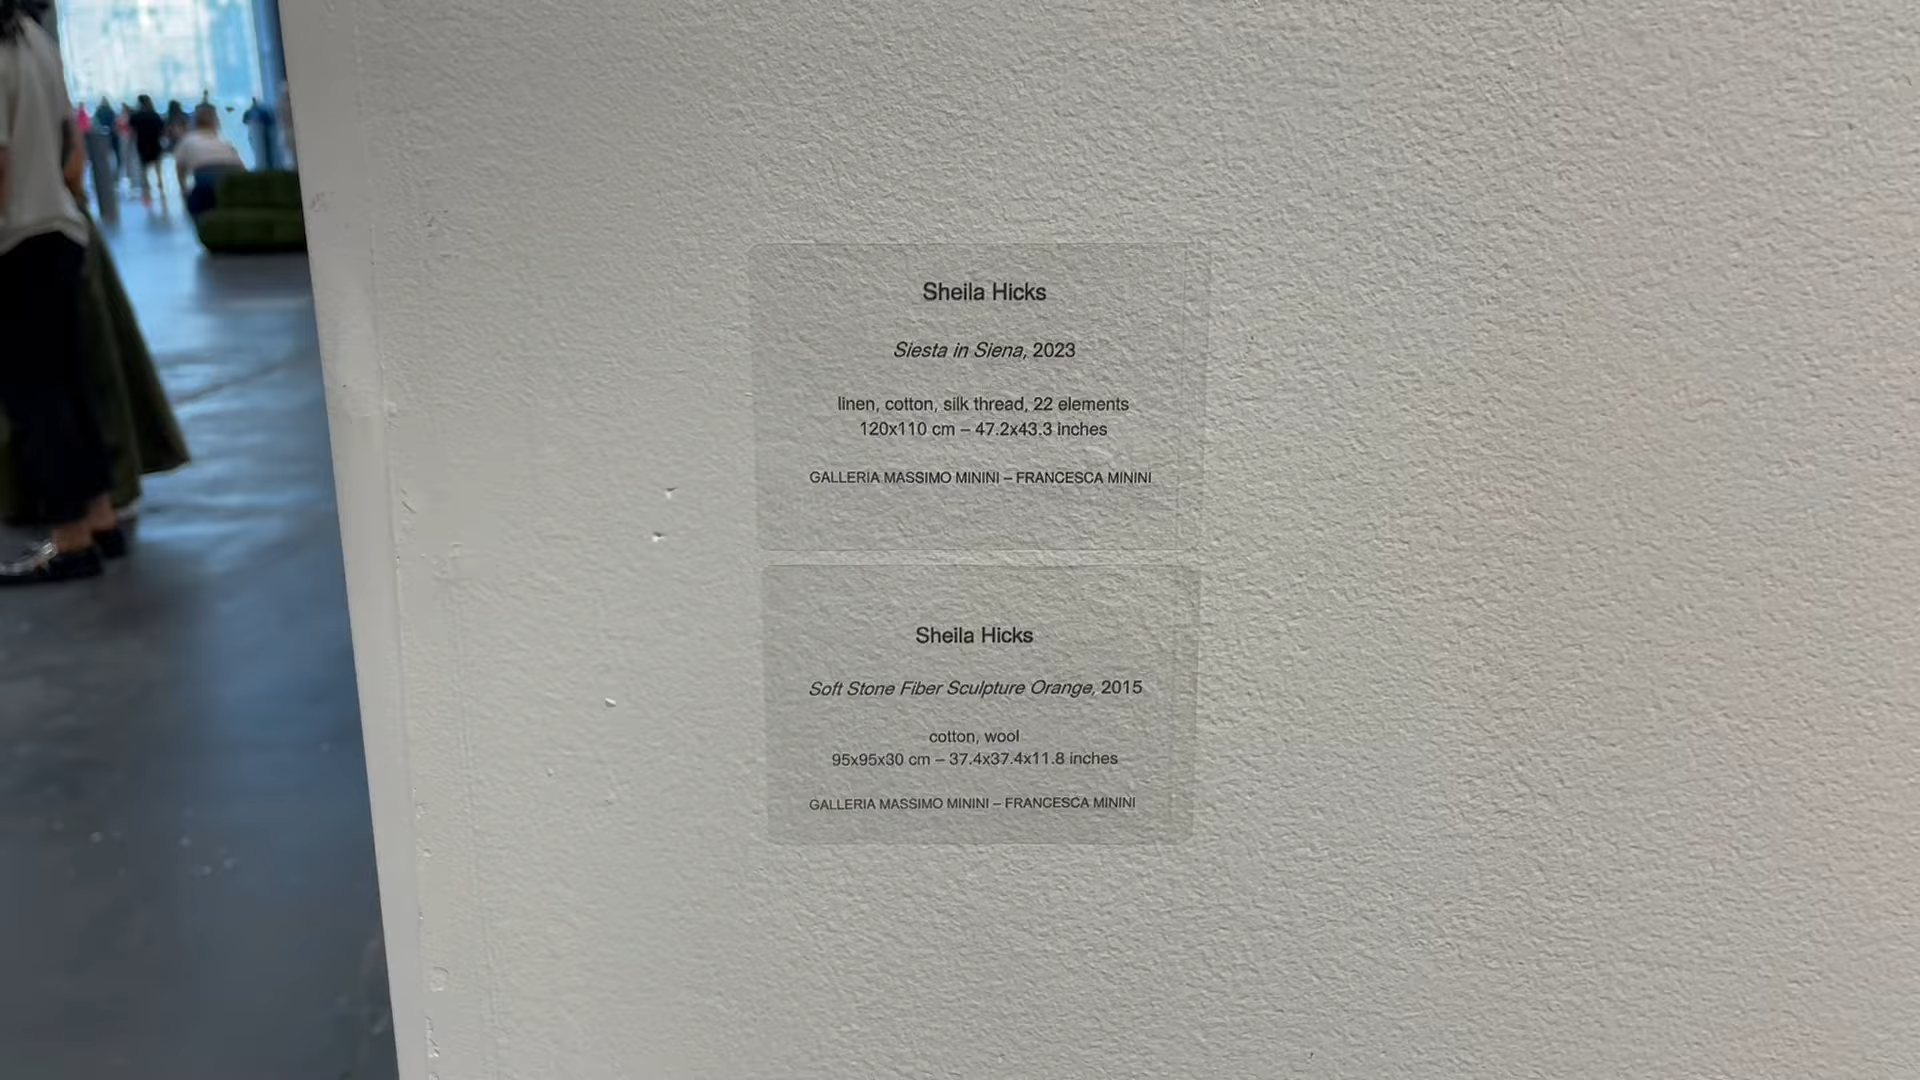 Sheila Hicks
Siesta in Siena, 2023
linen, cotton, silk thread, 22 elements
120x110 cm – 47.2x43.3 inches
GALLERIA MASSIMO MININI – FRANCESCA MININI
Sheila Hicks
Soft Stone Fiber Sculpture Orange, 2015
cotton, wool
95x95x30 cm – 37.4x37.4x11.8 inches
GALLERIA MASSIMO MININI – FRANCESCA MININI